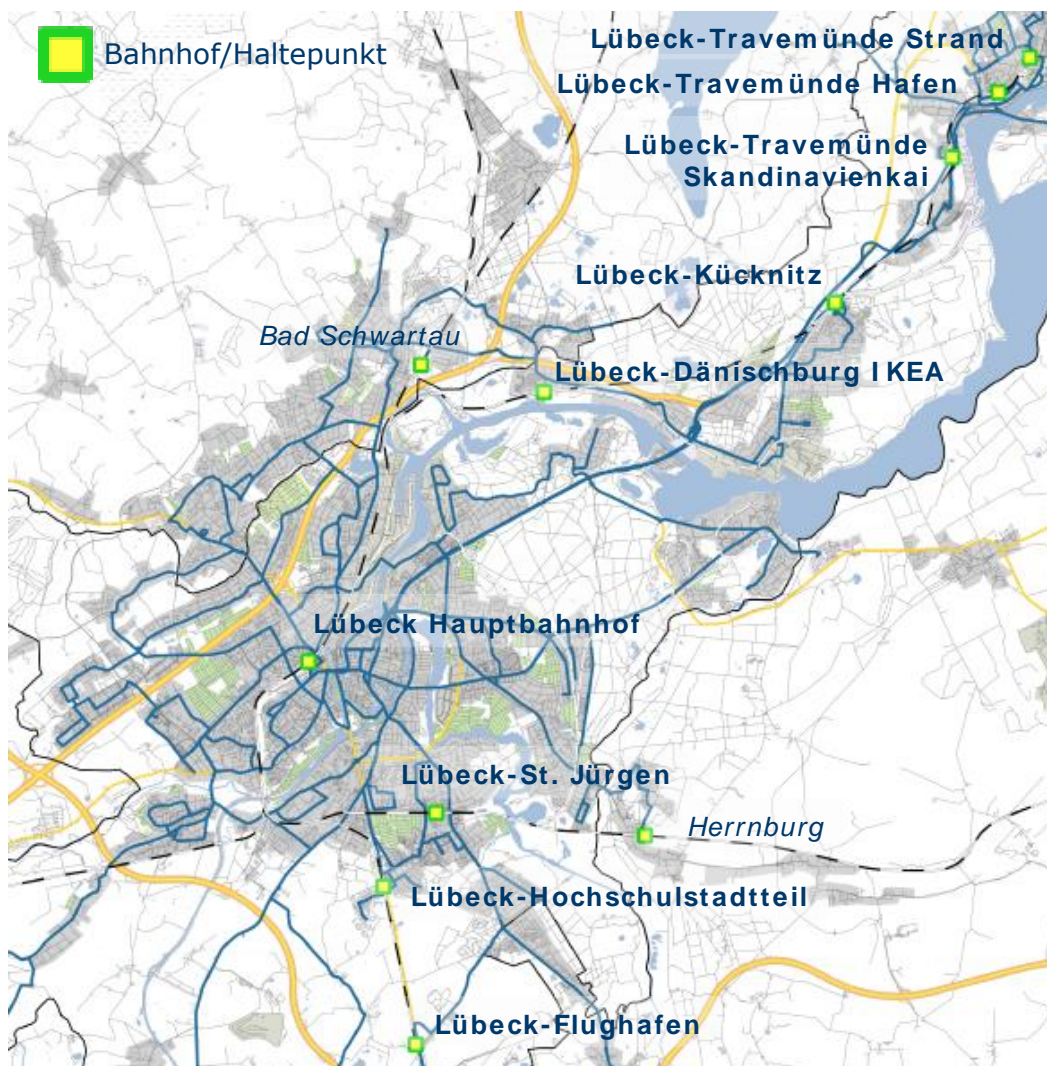 Bahnhof/Haltepunkt
Lübeck-Travemünde Strand
Lübeck-Travemünde Hafen
Lübeck-Travemünde
Skandinavienkai
Lübeck-Kücknitz
Bad Schwartau
Lübeck-Dänischburg IKEA
Lübeck Hauptbahnhof
Lübeck-St. Jürgen
Herrnburg
Lübeck-Hochschulstadtteil
Lübeck-Flughafen